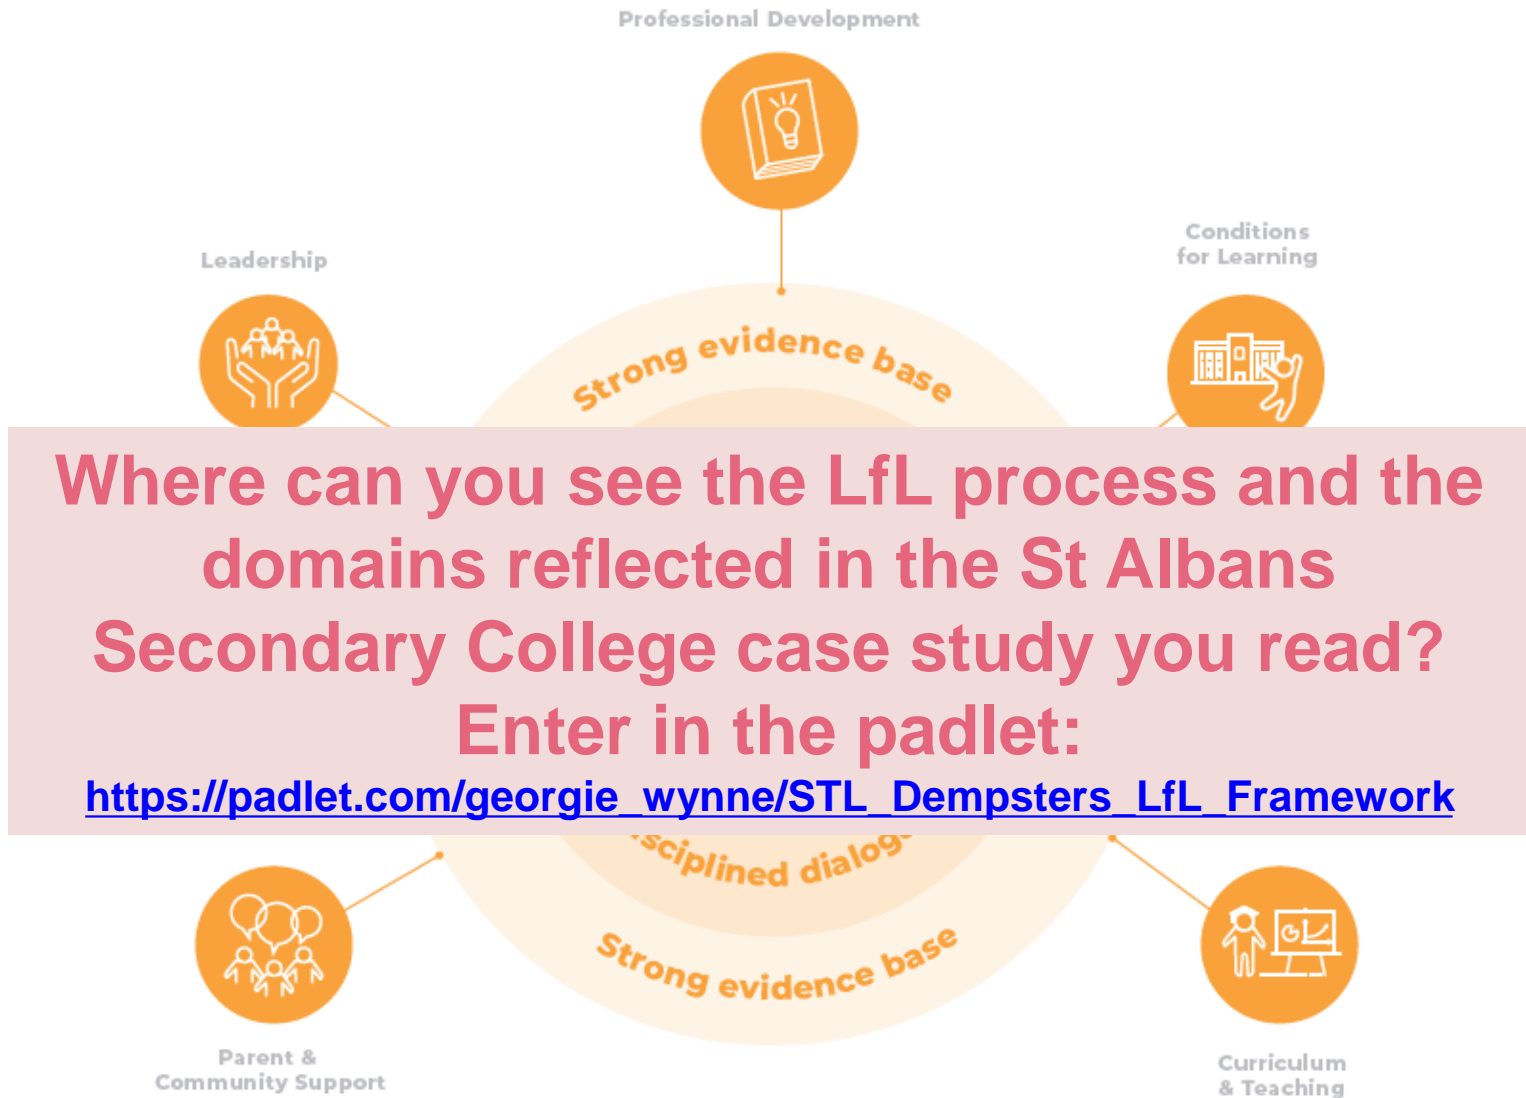 Professional Development
Conditions
for Learning
Leadership
Strong evidence base
Where can you see the LfL process and the
domains reflected in the St Albans
Secondary College case study you read?
Enter in the padlet:
https://padlet.com/georgie_wynne/STL_Dempsters_LfL_Framework
Strong evidence base
Parent &
Community Support
Curriculum
& Teaching